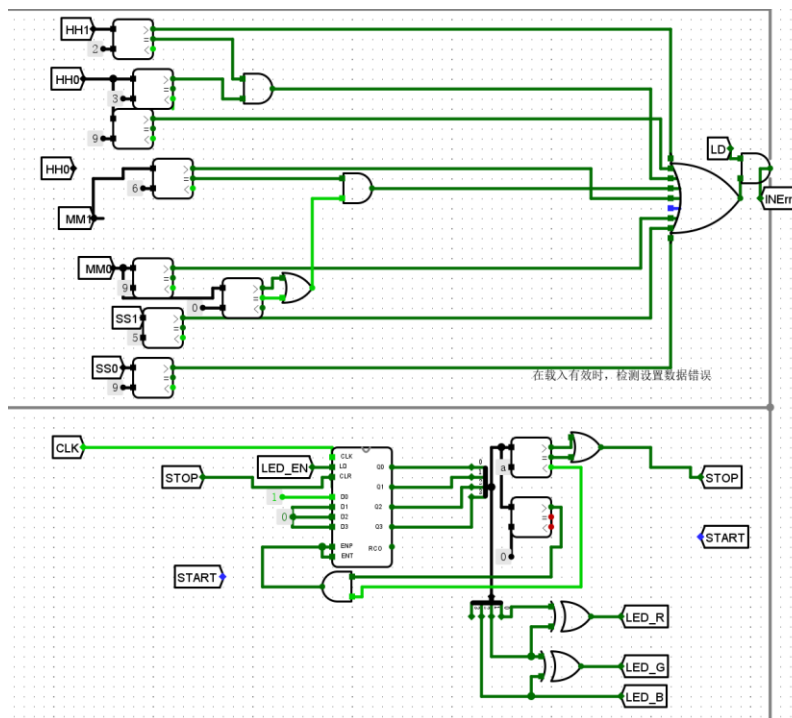 HH1
2
>
=
<
HH0
3
>
=
<
9
>
=
<
HH0
6
>
=
<
LD
MM1
INErr
MM0
9
>
=
<
0
>
=
<
SS1
5
>
=
<
SS0
9
>
=
<
在载入有效时，检测设置数据错误
CLK
LED_EN
STOP
CLK
LD
CLR
D0
D1
D2
D3
ENP
ENT
Q0
Q1
Q2
Q3
RCO
1
0
a
>
=
<
STOP
0
>
=
<
START
START
LED_R
LED_G
LED_B